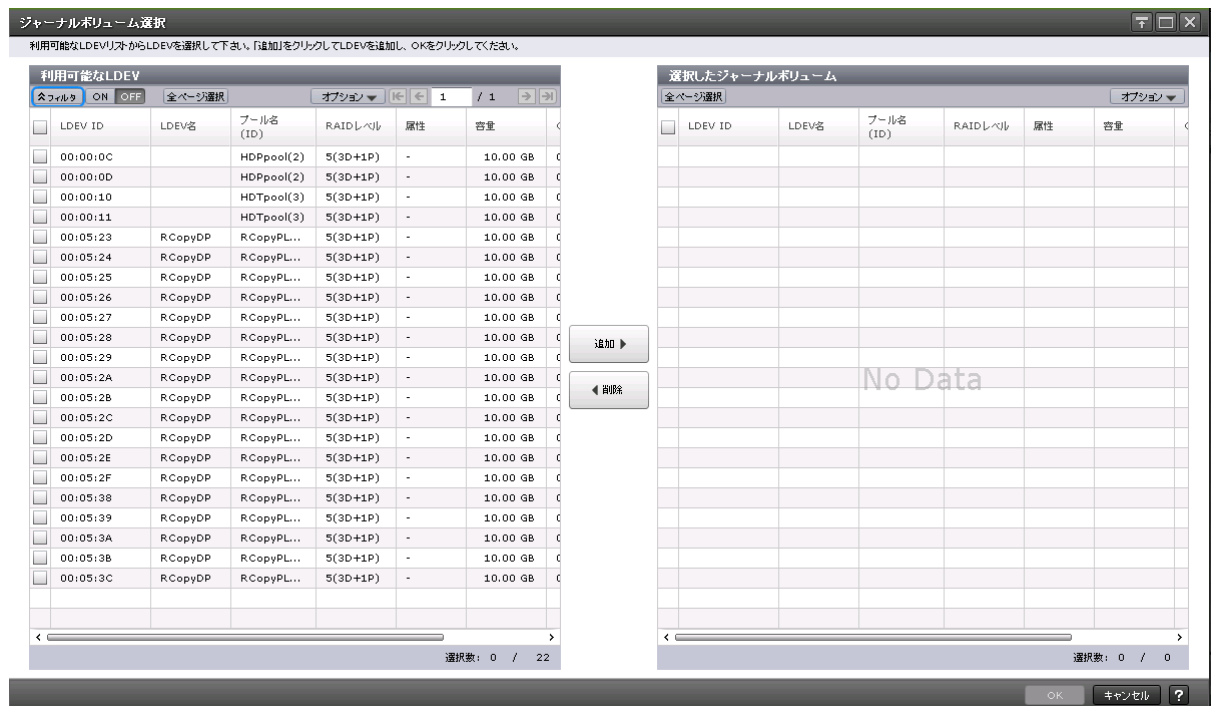 ジャーナルボリューム選択
利用可能なLDEVリストからLDEVを選択して下さい。「追加」をクリックしてLDEVを追加し、OKをクリックしてください。
利用可能なLDEV
フィルタ ON OFF 全ページ選択 オプション 1 / 1
LDEV ID LDEV名 プール名 (ID) RAIDレベル 属性 容量
00:00:0C HDPpool(2) 5(3D+1P) - 10.00 GB
00:00:0D HDPpool(2) 5(3D+1P) - 10.00 GB
00:00:10 HDTpool(3) 5(3D+1P) - 10.00 GB
00:00:11 HDTpool(3) 5(3D+1P) - 10.00 GB
00:05:23 RCopyDP RCopyPL... 5(3D+1P) - 10.00 GB
00:05:24 RCopyDP RCopyPL... 5(3D+1P) - 10.00 GB
00:05:25 RCopyDP RCopyPL... 5(3D+1P) - 10.00 GB
00:05:26 RCopyDP RCopyPL... 5(3D+1P) - 10.00 GB
00:05:27 RCopyDP RCopyPL... 5(3D+1P) - 10.00 GB
00:05:28 RCopyDP RCopyPL... 5(3D+1P) - 10.00 GB
00:05:29 RCopyDP RCopyPL... 5(3D+1P) - 10.00 GB
00:05:2A RCopyDP RCopyPL... 5(3D+1P) - 10.00 GB
00:05:2B RCopyDP RCopyPL... 5(3D+1P) - 10.00 GB
00:05:2C RCopyDP RCopyPL... 5(3D+1P) - 10.00 GB
00:05:2D RCopyDP RCopyPL... 5(3D+1P) - 10.00 GB
00:05:2E RCopyDP RCopyPL... 5(3D+1P) - 10.00 GB
00:05:2F RCopyDP RCopyPL... 5(3D+1P) - 10.00 GB
00:05:38 RCopyDP RCopyPL... 5(3D+1P) - 10.00 GB
00:05:39 RCopyDP RCopyPL... 5(3D+1P) - 10.00 GB
00:05:3A RCopyDP RCopyPL... 5(3D+1P) - 10.00 GB
00:05:3B RCopyDP RCopyPL... 5(3D+1P) - 10.00 GB
00:05:3C RCopyDP RCopyPL... 5(3D+1P) - 10.00 GB
選択数: 0 / 22
追加
削除
選択したジャーナルボリューム
全ページ選択 オプション
LDEV ID LDEV名 プール名 (ID) RAIDレベル 属性 容量
No Data
選択数: 0 / 0
OK キャンセル ?